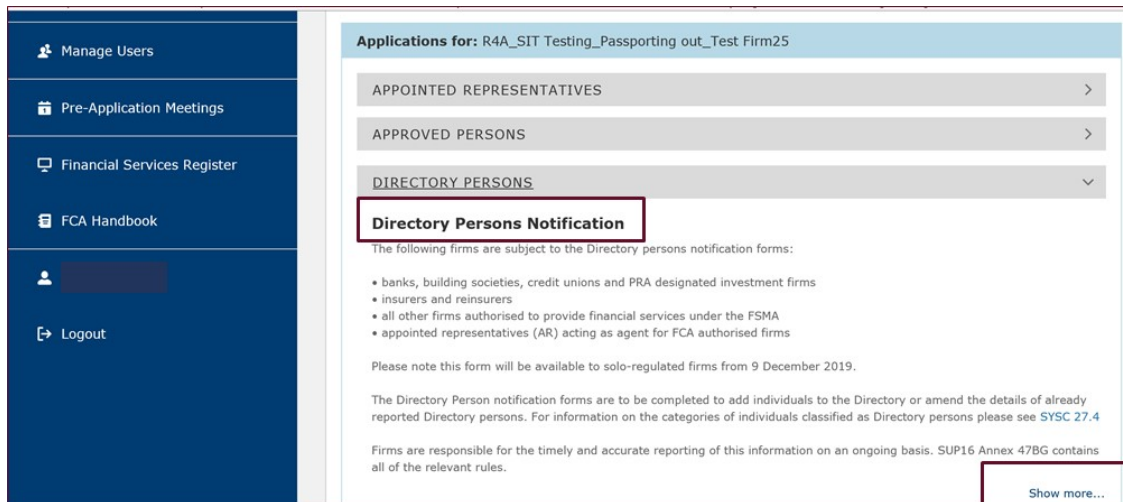 Manage Users
Pre-Application Meetings
Financial Services Register
FCA Handbook
Logout
Applications for: R4A_SIT Testing_Passporting out_Test Firm25
APPOINTED REPRESENTATIVES
APPROVED PERSONS
DIRECTORY PERSONS
Directory Persons Notification
The following firms are subject to the Directory persons notification forms:
• banks, building societies, credit unions and PRA designated investment firms
• insurers and reinsurers
• all other firms authorised to provide financial services under the FSMA
• appointed representatives (AR) acting as agent for FCA authorised firms
Please note this form will be available to solo-regulated firms from 9 December 2019.
The Directory Person notification forms are to be completed to add individuals to the Directory or amend the details of already
reported Directory persons. For information on the categories of individuals classified as Directory persons please see SYSC 27.4
Firms are responsible for the timely and accurate reporting of this information on an ongoing basis. SUP16 Annex 47BG contains
all of the relevant rules.
Show more...